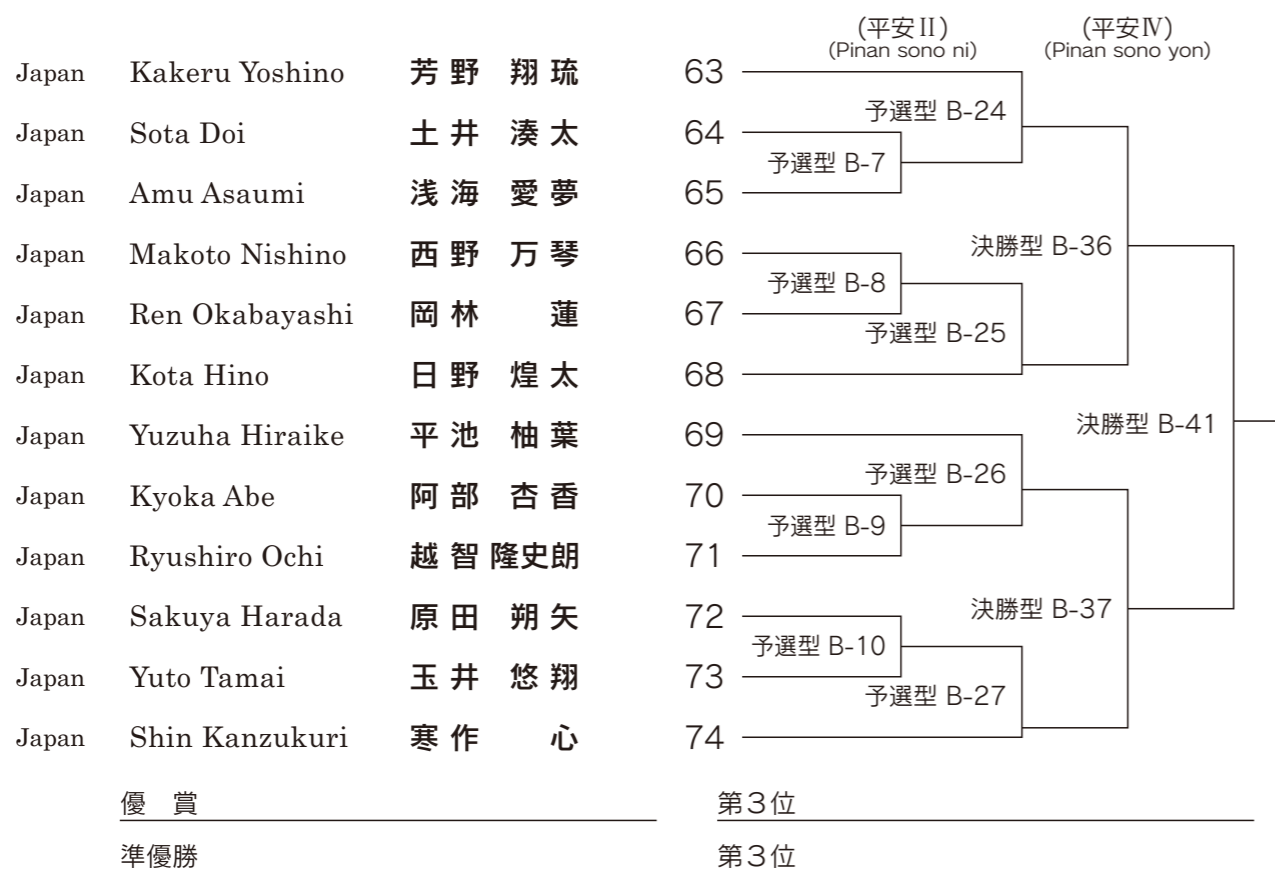 (平安Ⅱ) (平安Ⅳ)
(Pinan sono ni) (Pinan sono yon)
Japan Kakeru Yoshino 芳野 翔琉 63
予選型 B-24
Japan Sota Doi 土井 湊太 64
予選型 B-7
Japan Amu Asaumi 浅海 愛夢 65
決勝型 B-36
Japan Makoto Nishino 西野 万琴 66
予選型 B-8
Japan Ren Okabayashi 岡林 蓮 67
予選型 B-25
Japan Kota Hino 日野 煌太 68
決勝型 B-41
Japan Yuzuha Hiraike 平池 柚葉 69
予選型 B-26
Japan Kyoka Abe 阿部 杏香 70
予選型 B-9
Japan Ryushiro Ochi 越智 隆史朗 71
決勝型 B-37
Japan Sakuya Harada 原田 朔矢 72
予選型 B-10
Japan Yuto Tamai 玉井 悠翔 73
予選型 B-27
Japan Shin Kanzukuri 寒作 心 74
優 賞 第3位
準優勝 第3位